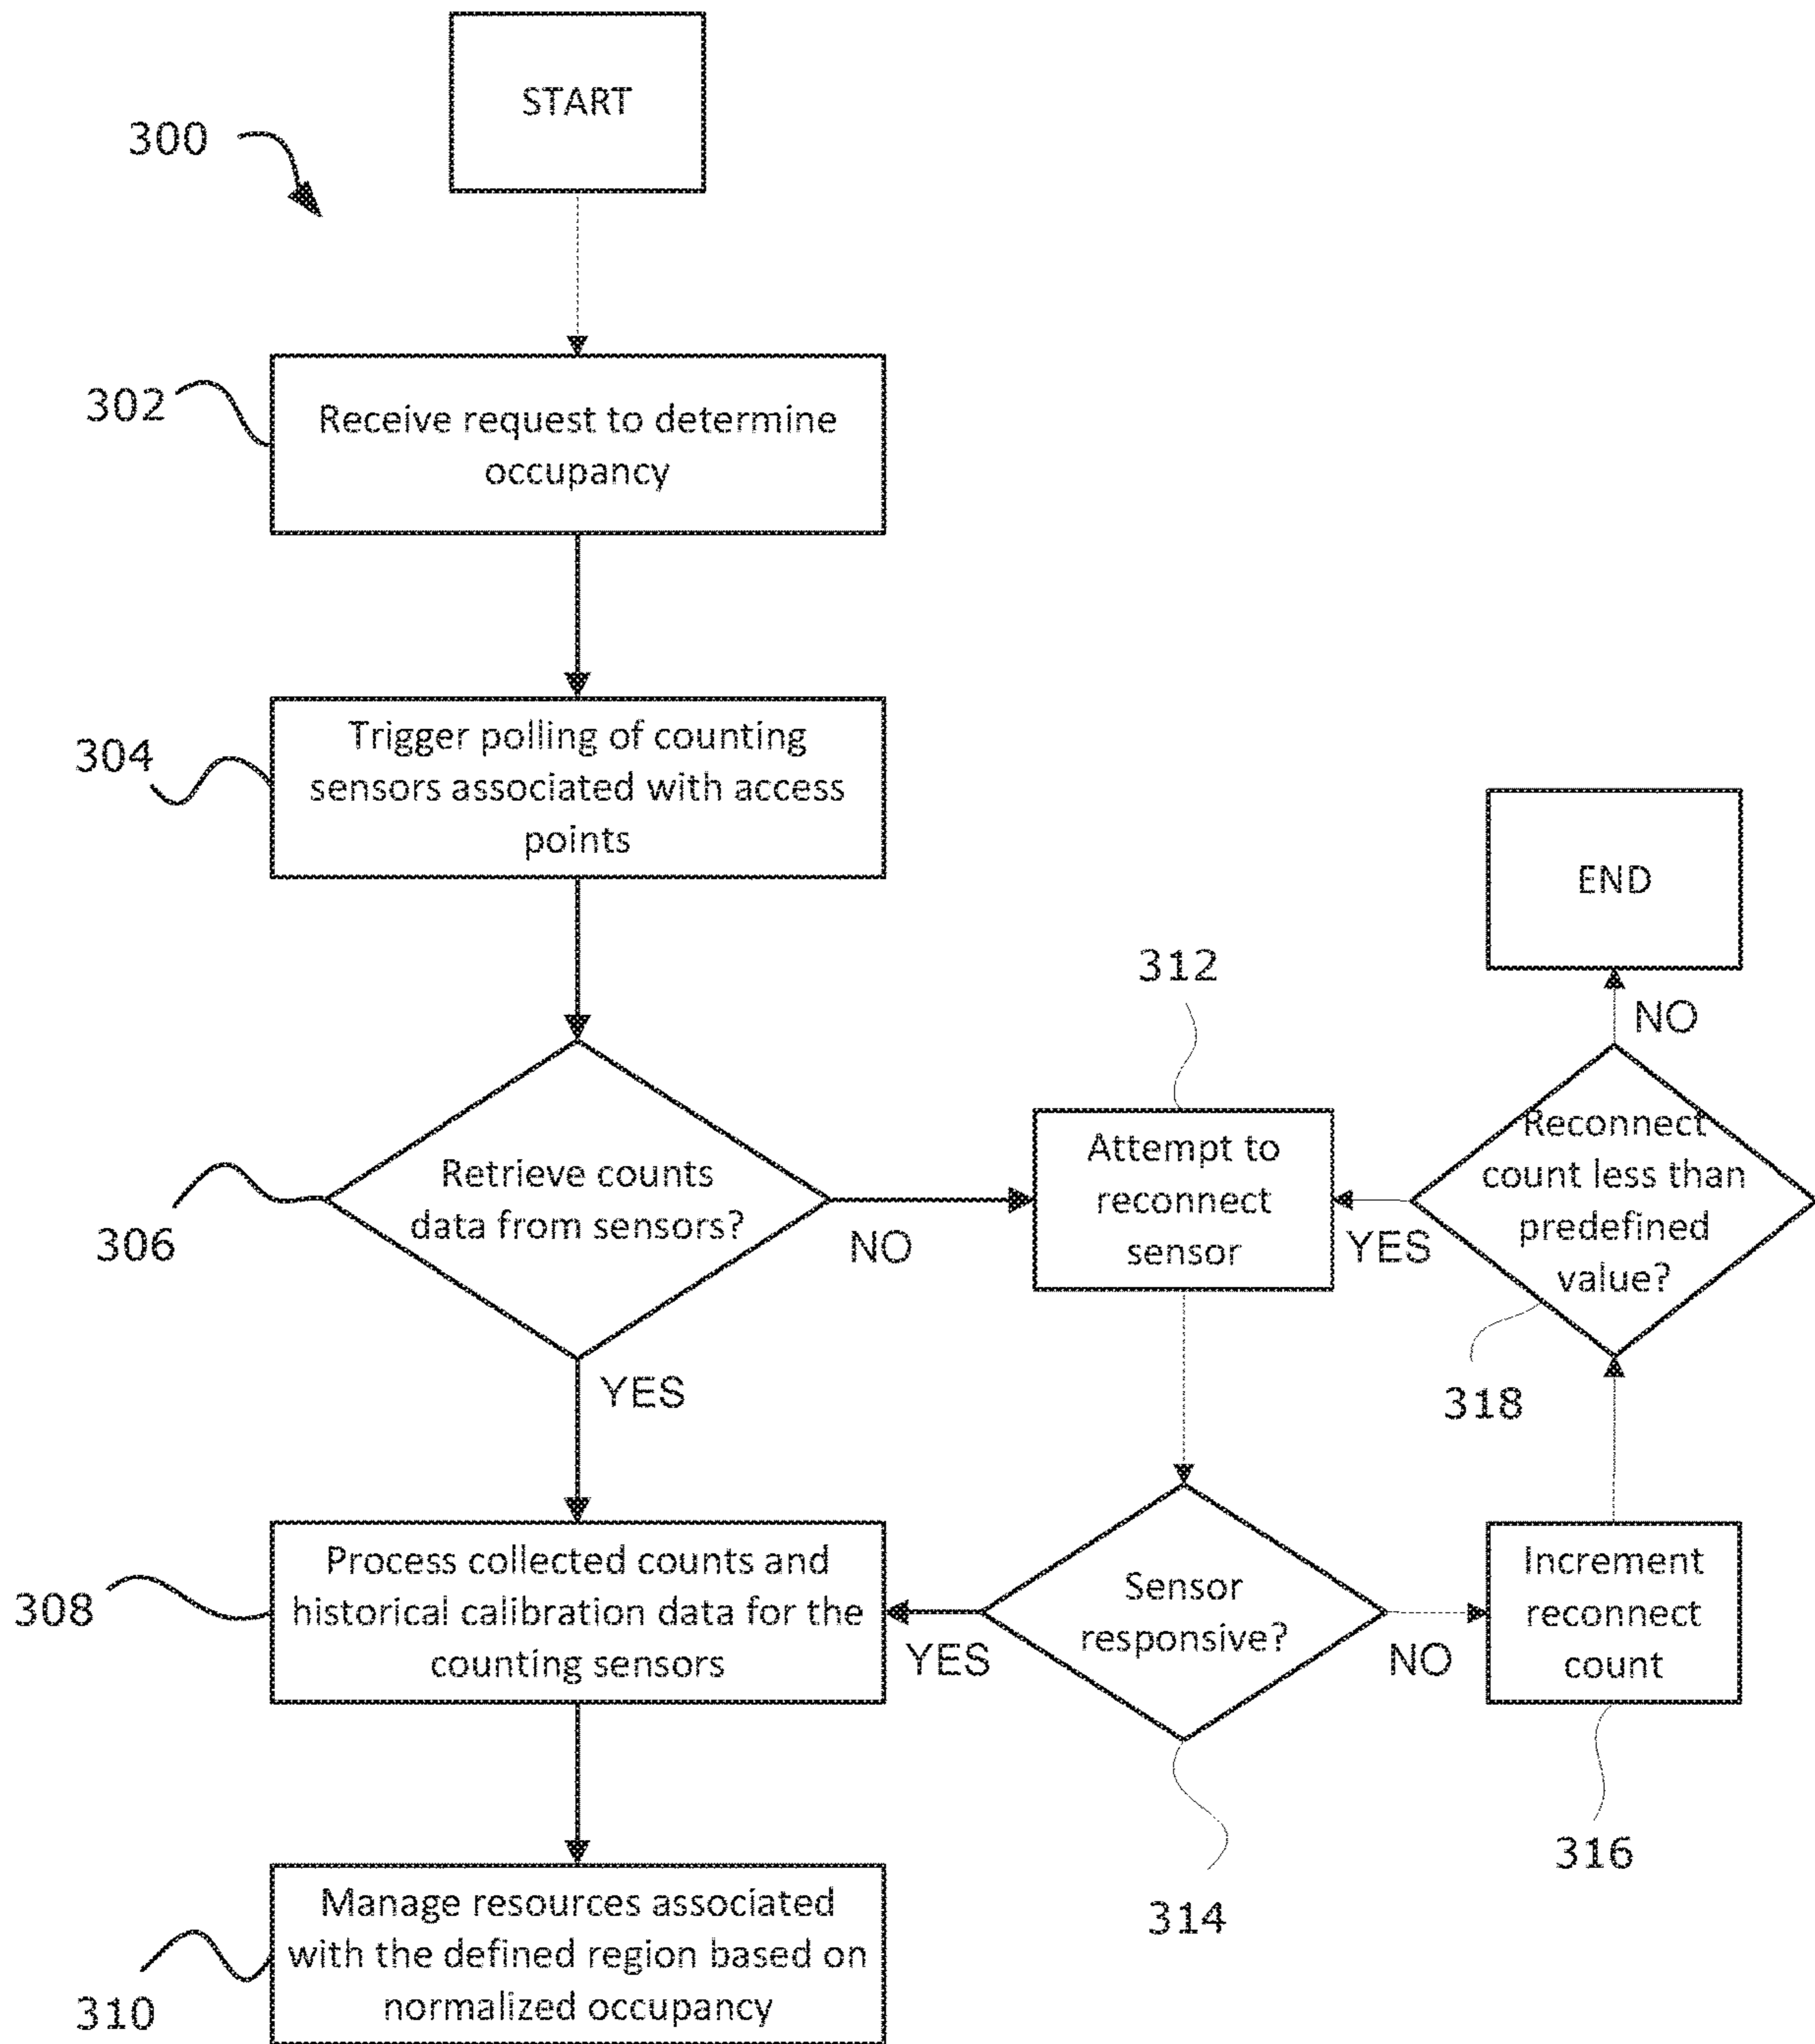 START
300
302
Receive request to determine
occupancy
304
Trigger polling of counting
sensors associated with access
points
END
NO
312
306
Retrieve counts
data from sensors?
NO
YES
Attempt to
reconnect
sensor
YES
Reconnect
count less than
predefined
value?
318
308
Process collected counts and
historical calibration data for the
counting sensors
YES
Sensor
responsive?
NO
Increment
reconnect
count
316
314
310
Manage resources associated
with the defined region based on
normalized occupancy